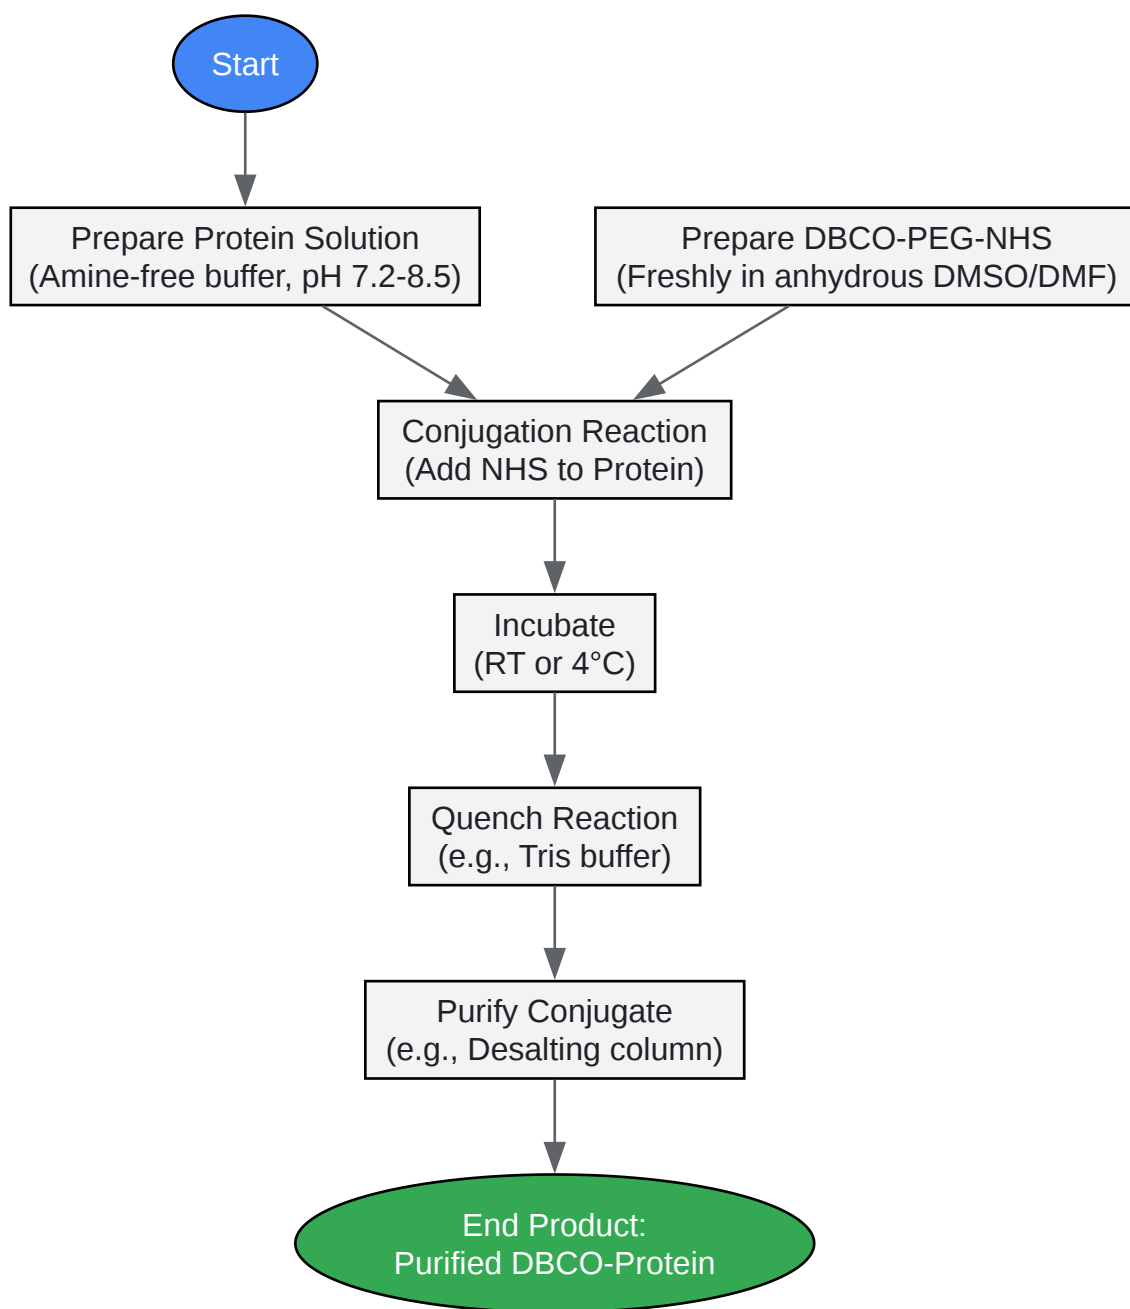 Start
Prepare Protein Solution
(Amine-free buffer, pH 7.2-8.5)
Prepare DBCO-PEG-NHS
(Freshly in anhydrous DMSO/DMF)
Conjugation Reaction
(Add NHS to Protein)
Incubate
(RT or 4°C)
Quench Reaction
(e.g., Tris buffer)
Purify Conjugate
(e.g., Desalting column)
End Product:
Purified DBCO-Protein